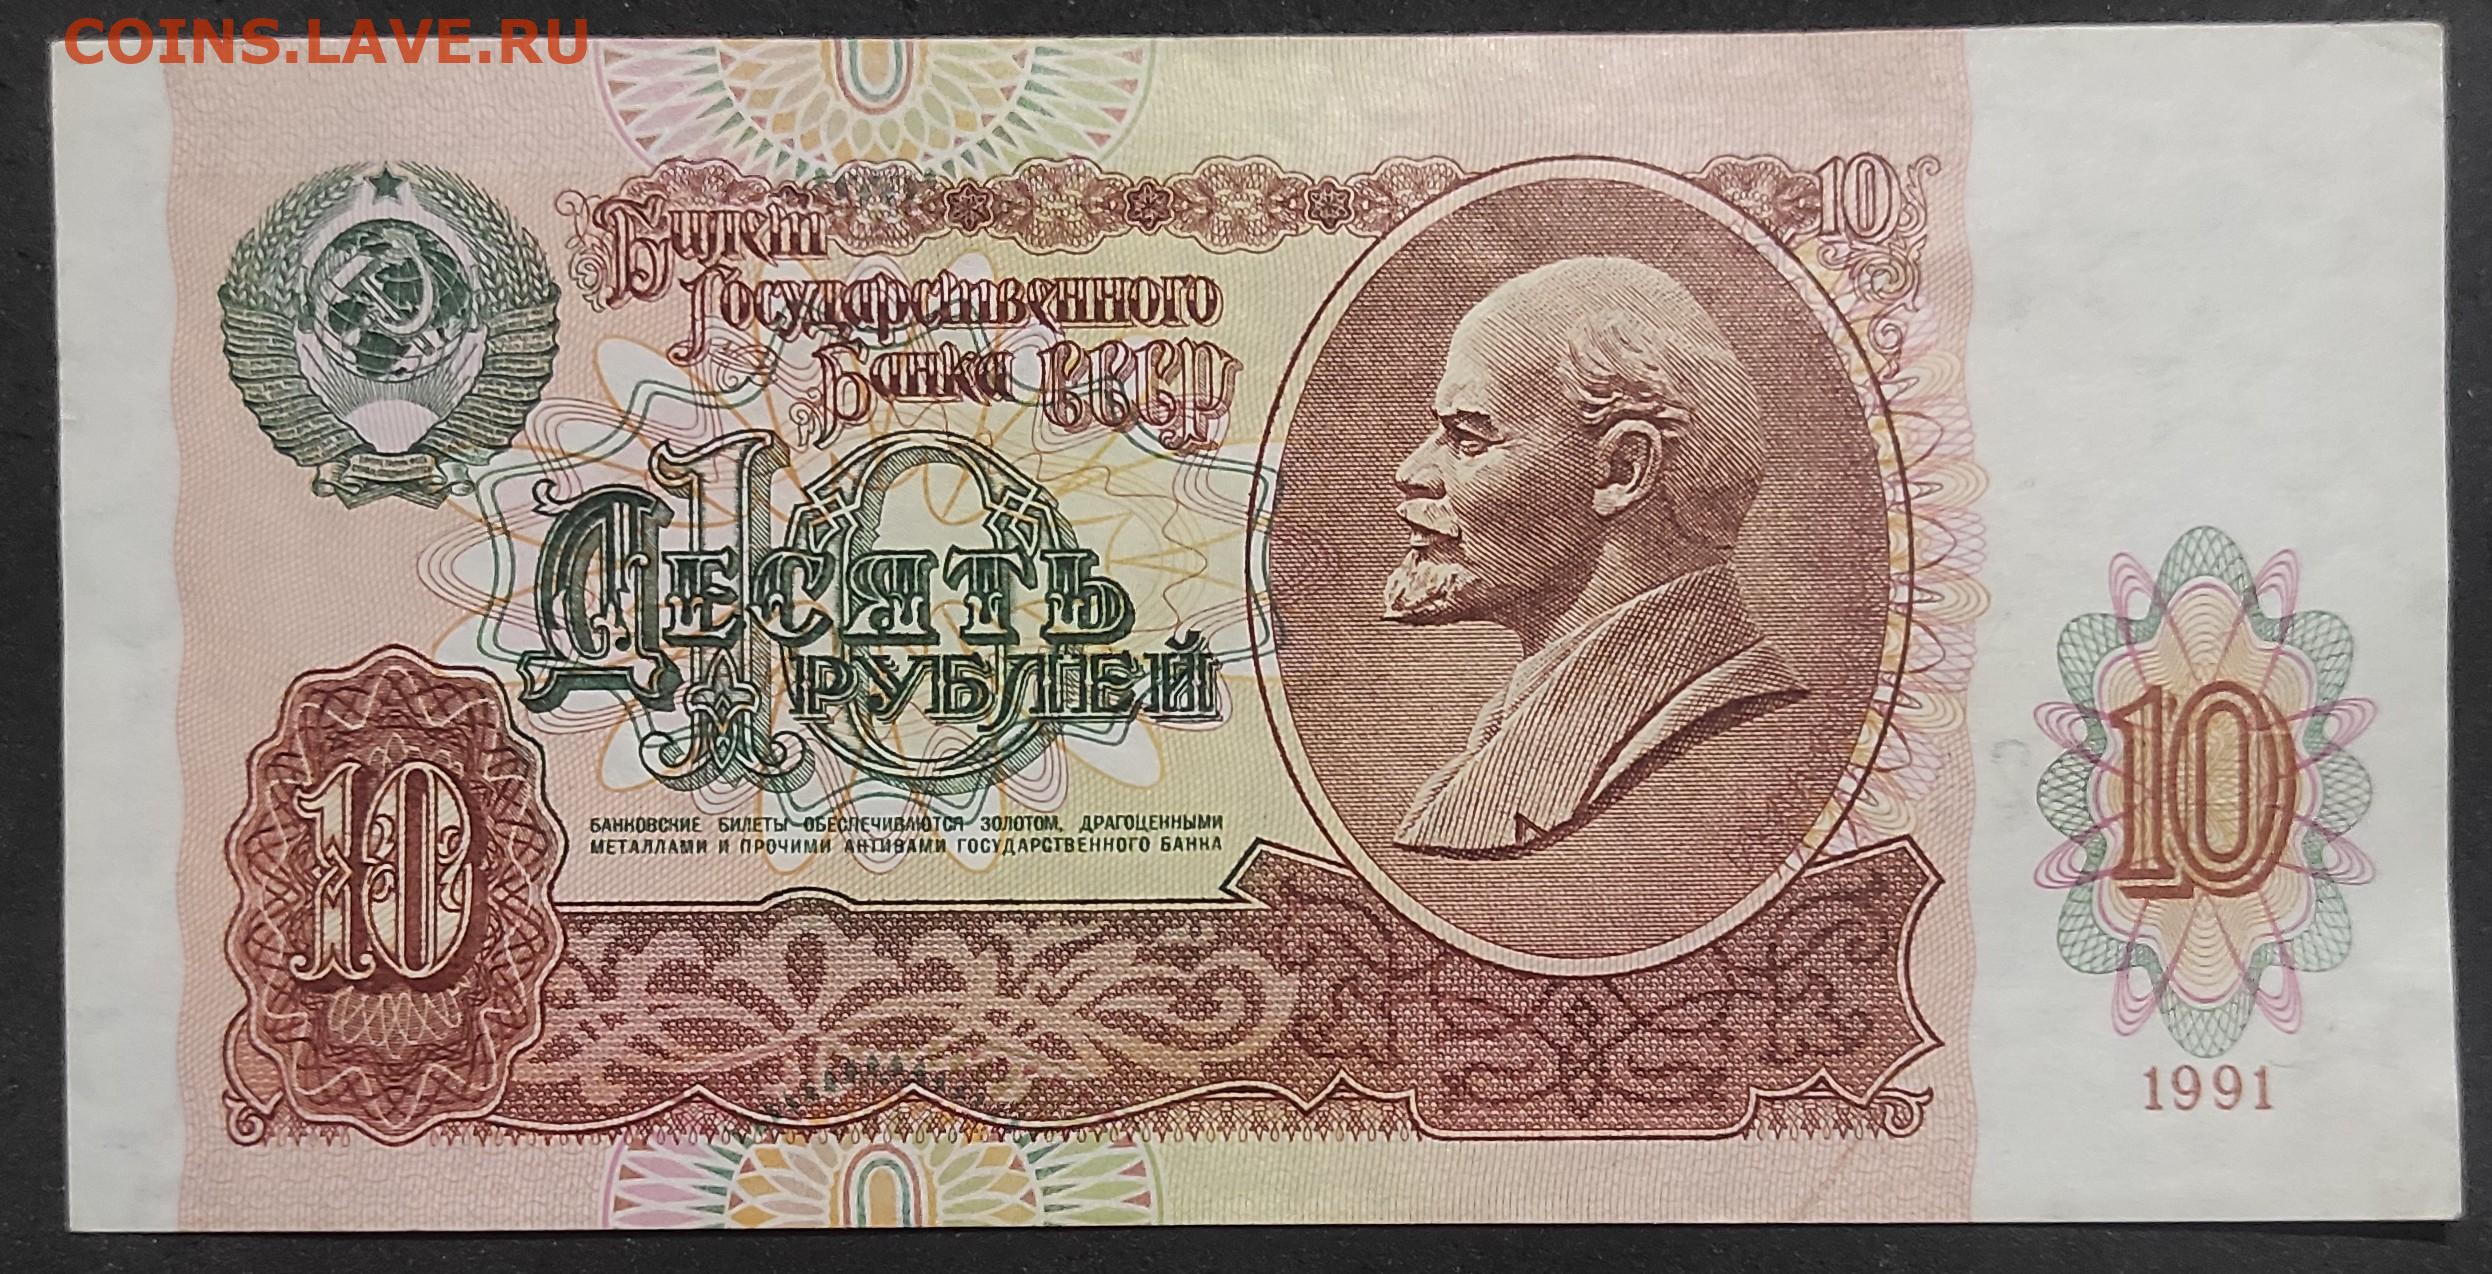 COINS.LAVE.RU
Билет
Государственного
Банка СССР
10
10
Десять
рублей
БАНКОВСКИЕ БИЛЕТЫ ОБЕСПЕЧИВАЮТСЯ ЗОЛОТОМ, ДРАГОЦЕННЫМИ
МЕТАЛЛАМИ И ПРОЧИМИ АКТИВАМИ ГОСУДАРСТВЕННОГО БАНКА
10
10
1991